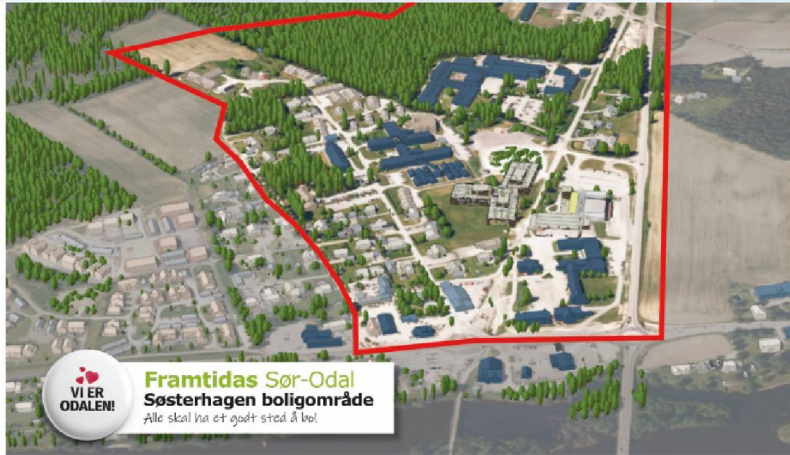 VI ER
ODALEN!
Framtidas Sør-Odal
Søsterhagen boligområde
Alle skal ha et godt sted å bo!